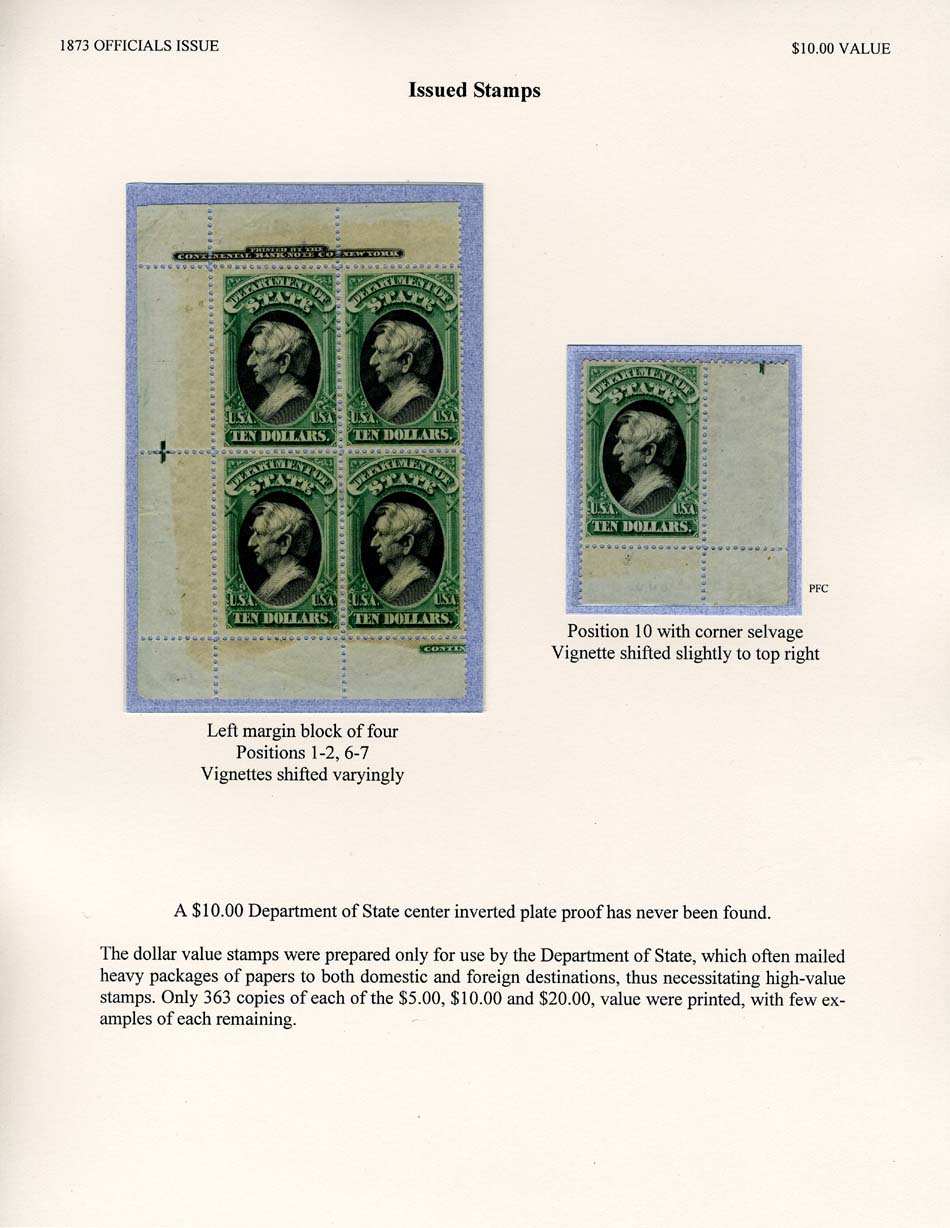 1873 OFFICIALS ISSUE
$10.00 VALUE
Issued Stamps
PRINTED BY THE
CONTINENTAL BANK NOTE CO NEW YORK
DEPARTMENT OF
STATE
U.S.A. U.S.A.
TEN DOLLARS.
DEPARTMENT OF
STATE
U.S.A. U.S.A.
TEN DOLLARS.
DEPARTMENT OF
STATE
U.S.A. U.S.A.
TEN DOLLARS.
DEPARTMENT OF
STATE
U.S.A. U.S.A.
TEN DOLLARS.
CONTIN
Left margin block of four
Positions 1-2, 6-7
Vignettes shifted varyingly
DEPARTMENT OF
STATE
U.S.A. U.S.A.
TEN DOLLARS.
PFC
Position 10 with corner selvage
Vignette shifted slightly to top right
A $10.00 Department of State center inverted plate proof has never been found.
The dollar value stamps were prepared only for use by the Department of State, which often mailed
heavy packages of papers to both domestic and foreign destinations, thus necessitating high-value
stamps. Only 363 copies of each of the $5.00, $10.00 and $20.00, value were printed, with few ex-
amples of each remaining.